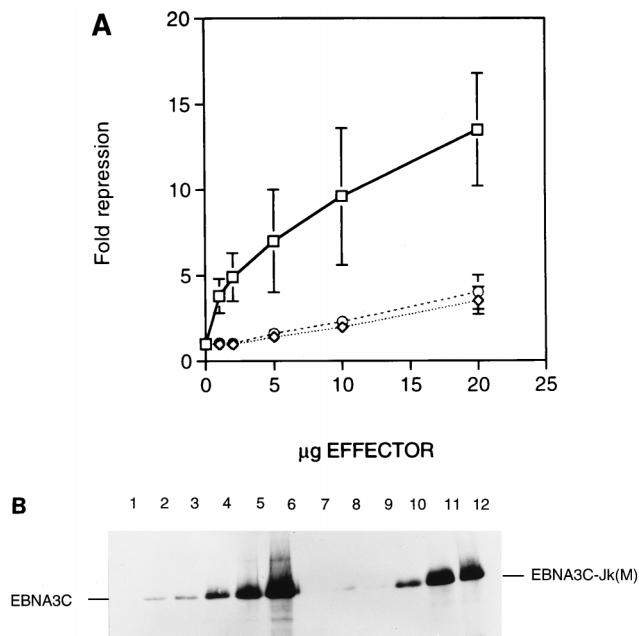 A
20
15
10
5
0
Fold repression
0 5 10 15 20 25
µg EFFECTOR
B
1 2 3 4 5 6 7 8 9 10 11 12
EBNA3C-Jk(M)
EBNA3C